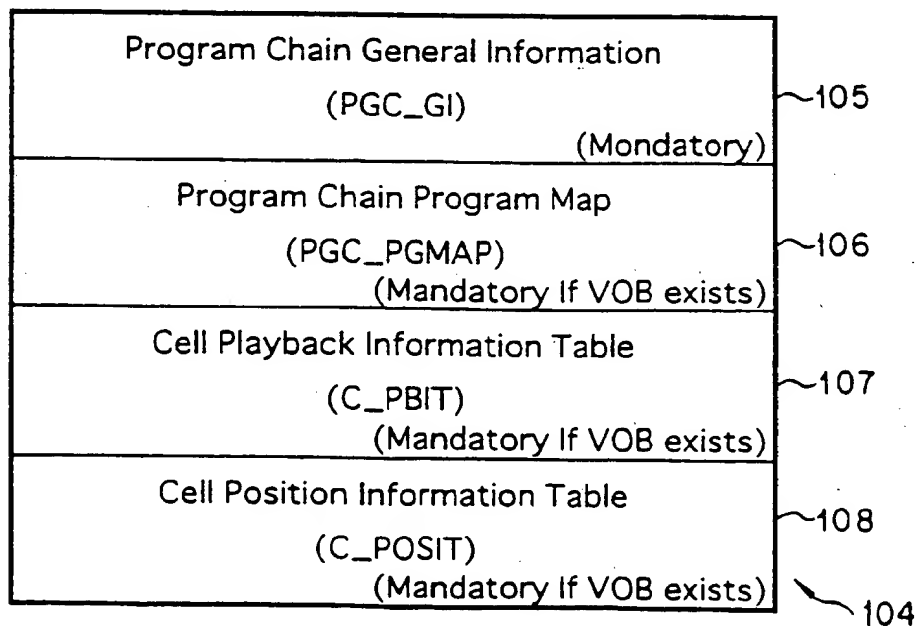 Program Chain General Information
(PGC_GI)
105
(Mondatory)
Program Chain Program Map
(PGC_PGMAP)
106
(Mandatory If VOB exists)
Cell Playback Information Table
(C_PBIT)
107
(Mandatory If VOB exists)
Cell Position Information Table
108
(C_POSIT)
(Mandatory If VOB exists)
104